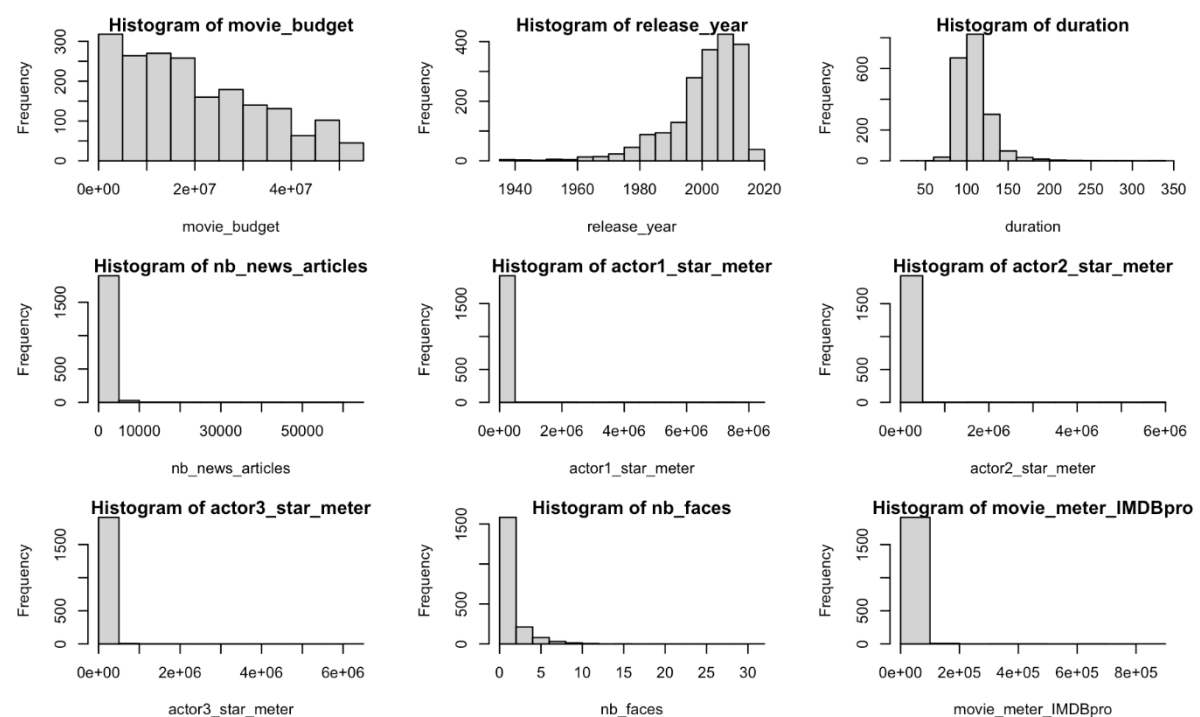 Histogram of movie_budget
Frequency
0 100 200 300
0e+00 2e+07 4e+07
movie_budget
Histogram of release_year
Frequency
0 200 400
1940 1960 1980 2000 2020
release_year
Histogram of duration
Frequency
0 200 600
50 100 150 200 250 300 350
duration
Histogram of nb_news_articles
Frequency
0 500 1500
0 10000 30000 50000
nb_news_articles
Histogram of actor1_star_meter
Frequency
0 500 1500
0e+00 2e+06 4e+06 6e+06 8e+06
actor1_star_meter
Histogram of actor2_star_meter
Frequency
0 500 1500
0e+00 2e+06 4e+06 6e+06
actor2_star_meter
Histogram of actor3_star_meter
Frequency
0 500 1500
0e+00 2e+06 4e+06 6e+06
actor3_star_meter
Histogram of nb_faces
Frequency
0 500 1500
0 5 10 15 20 25 30
nb_faces
Histogram of movie_meter_IMDBpro
Frequency
0 500 1500
0e+00 2e+05 4e+05 6e+05 8e+05
movie_meter_IMDBpro